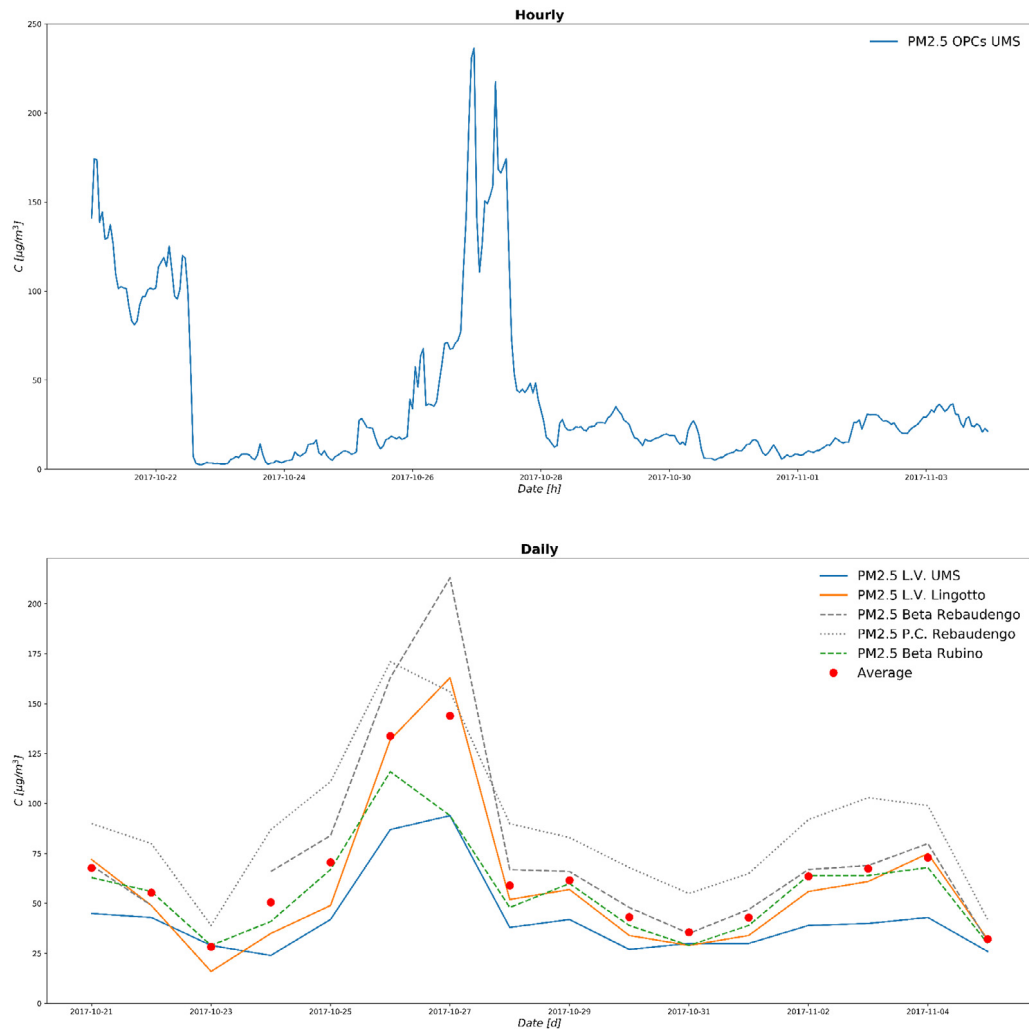 Hourly
250
200
150
100
50
0
C [μg/m³]
PM2.5 OPCs UMS
2017-10-22 2017-10-24 2017-10-26 2017-10-28 2017-10-30 2017-11-01 2017-11-03
Date [h]
Daily
200
175
150
125
100
75
50
25
0
C [μg/m³]
PM2.5 L.V. UMS
PM2.5 L.V. Lingotto
PM2.5 Beta Rebaudengo
PM2.5 P.C. Rebaudengo
PM2.5 Beta Rubino
Average
2017-10-21 2017-10-23 2017-10-25 2017-10-27 2017-10-29 2017-10-31 2017-11-02 2017-11-04
Date [d]